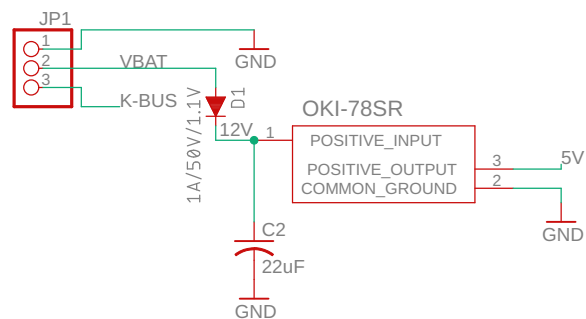 JP1
1
2
3
GND
VBAT
K-BUS
D1
1A/50V/1.1V
12V
OKI-78SR
1
POSITIVE_INPUT
POSITIVE_OUTPUT
3
5V
COMMON_GROUND
2
GND
C2
22uF
GND